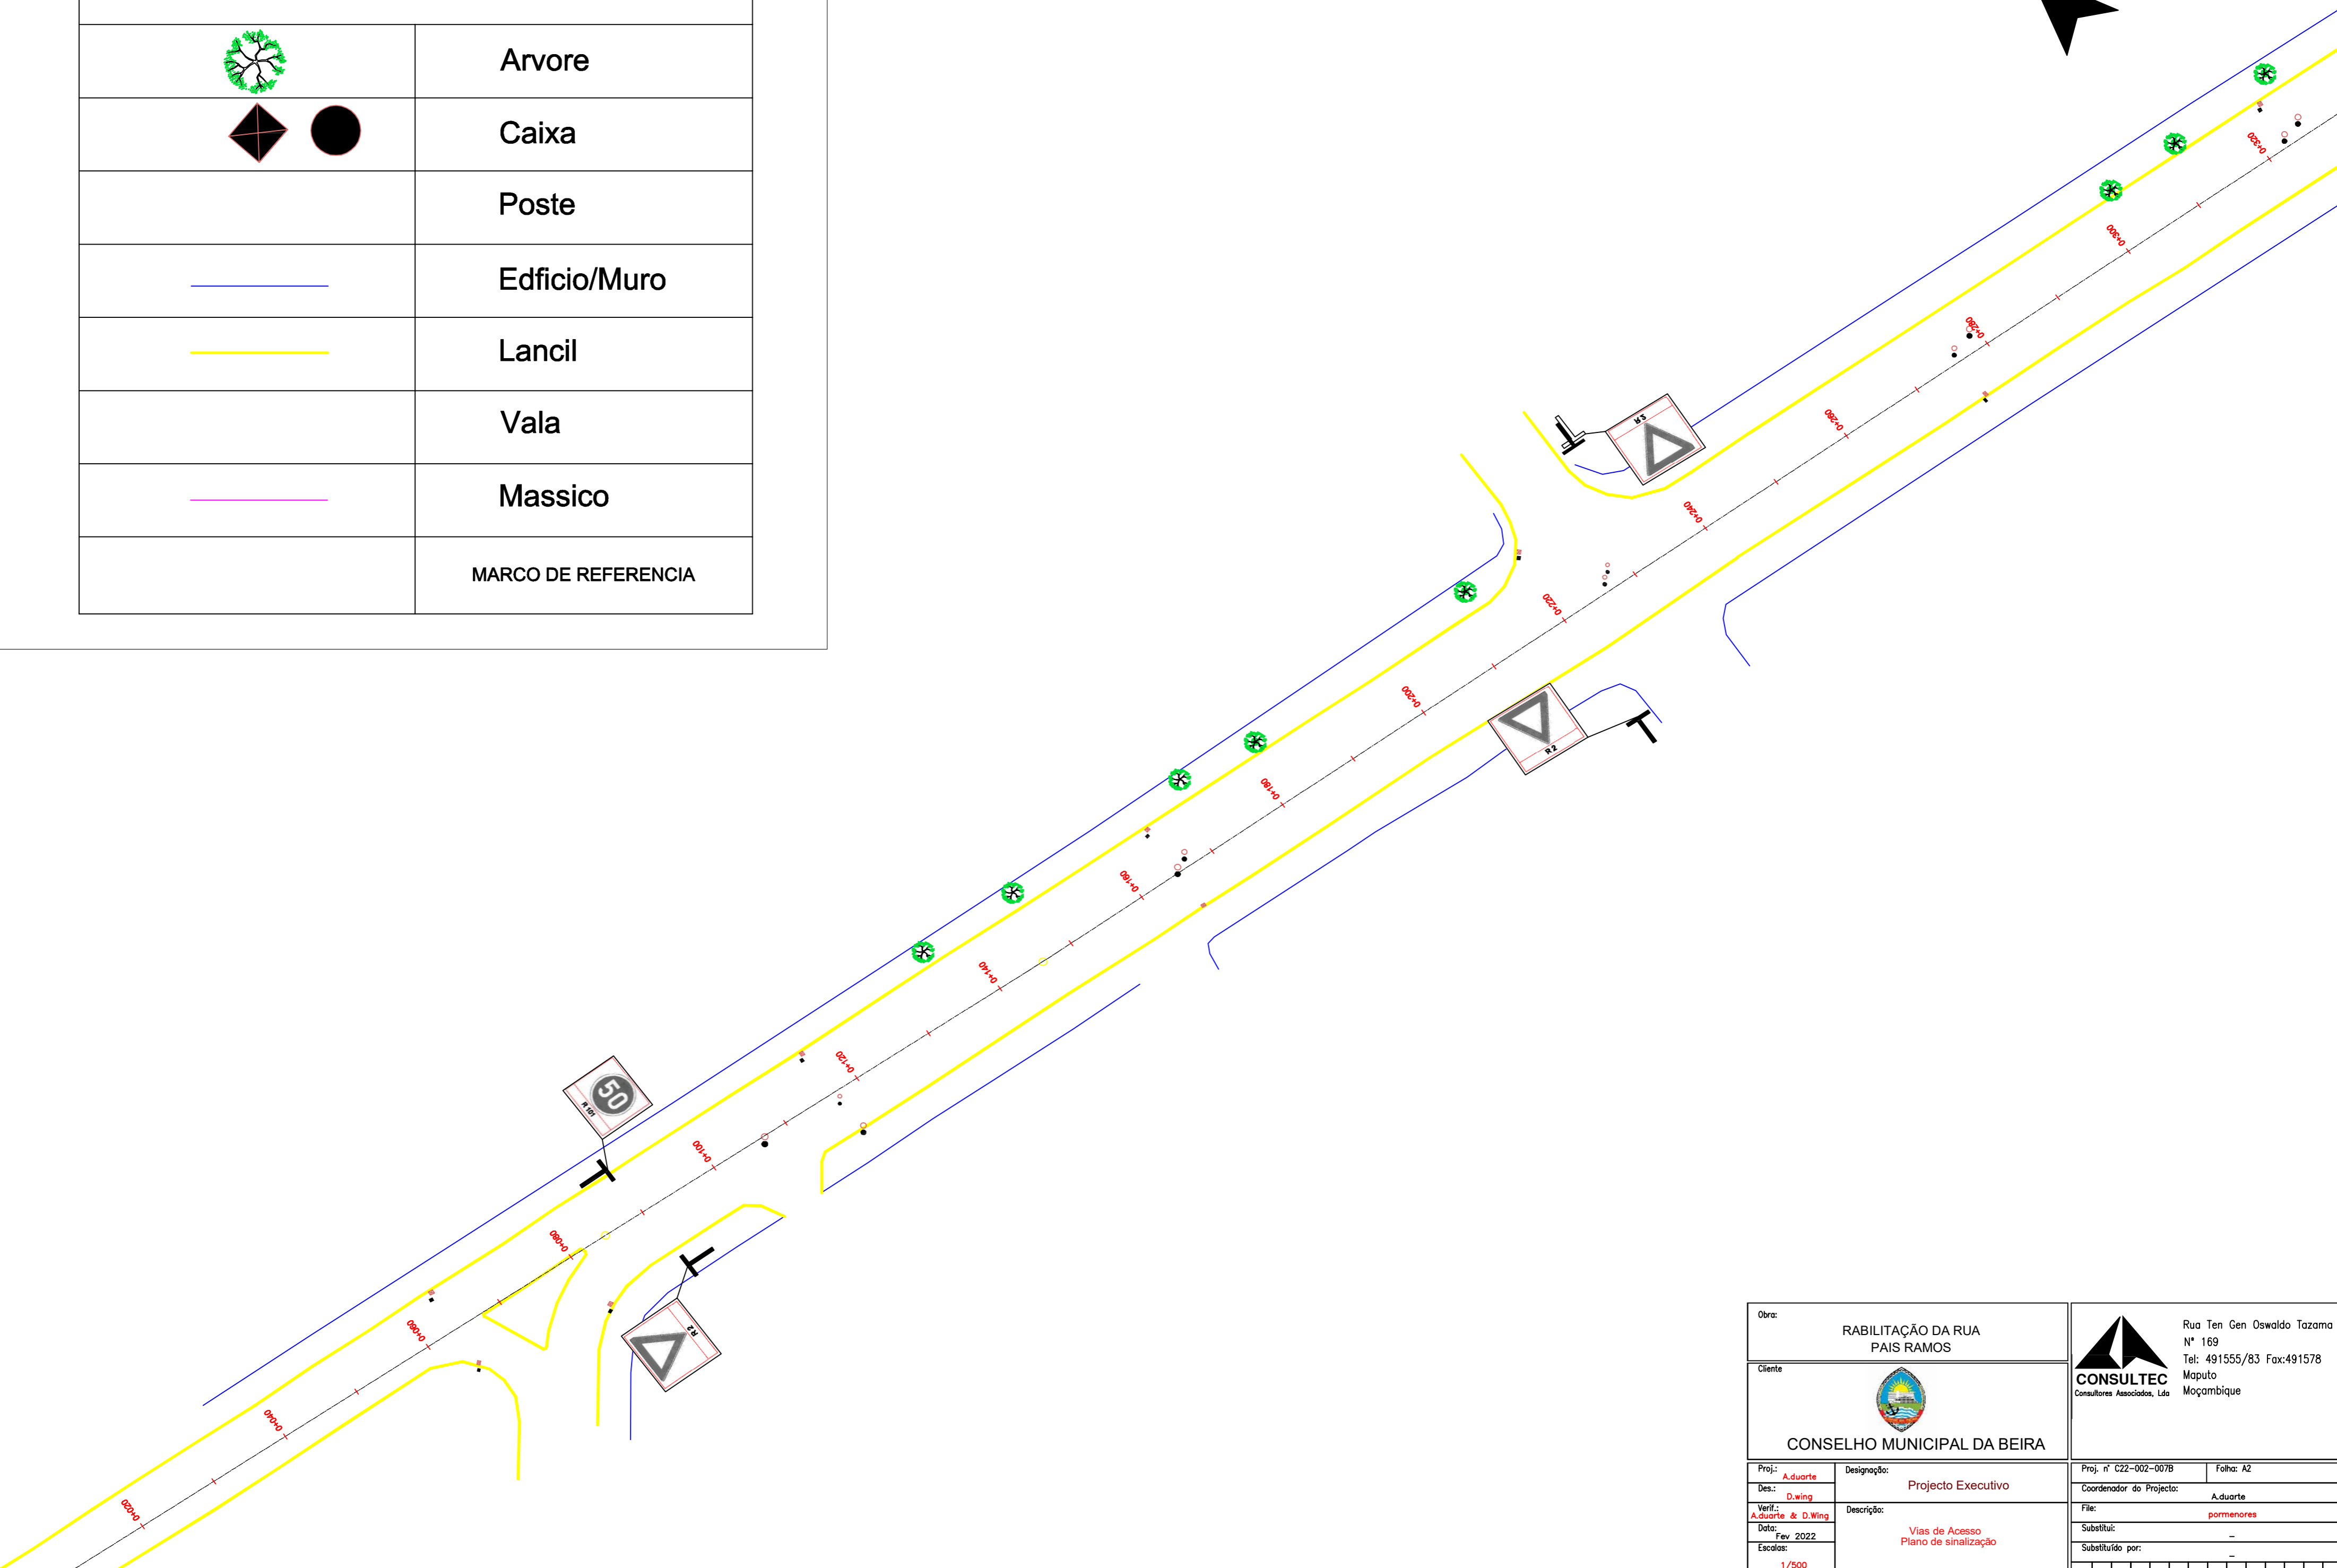 Arvore
Caixa
Poste
Edficio/Muro
Lancil
Vala
Massico
MARCO DE REFERENCIA
0+320
0+300
0+280
0+260
R 2
0+240
0+220
0+200
R 2
0+180
0+160
0+140
0+120
50
R 101
0+100
0+080
R 2
0+060
0+040
0+020
Obra:
RABILITAÇÃO DA RUA
PAIS RAMOS
Cliente
CONSELHO MUNICIPAL DA BEIRA
CONSULTEC
Consultores Associados, Lda
Rua Ten Gen Oswaldo Tazama
N° 169
Tel: 491555/83 Fax:491578
Maputo
Moçambique
Proj.:
A.duarte
Des.:
D.wing
Verif.:
A.duarte & D.Wing
Data:
Fev 2022
Escalas:
1/500
Designação:
Projecto Executivo
Descrição:
Vias de Acesso
Plano de sinalização
Proj. n° C22-002-007B
Folha: A2
Coordenador do Projecto:
A.duarte
File:
pormenores
Substitui:
–
Substituído por:
–